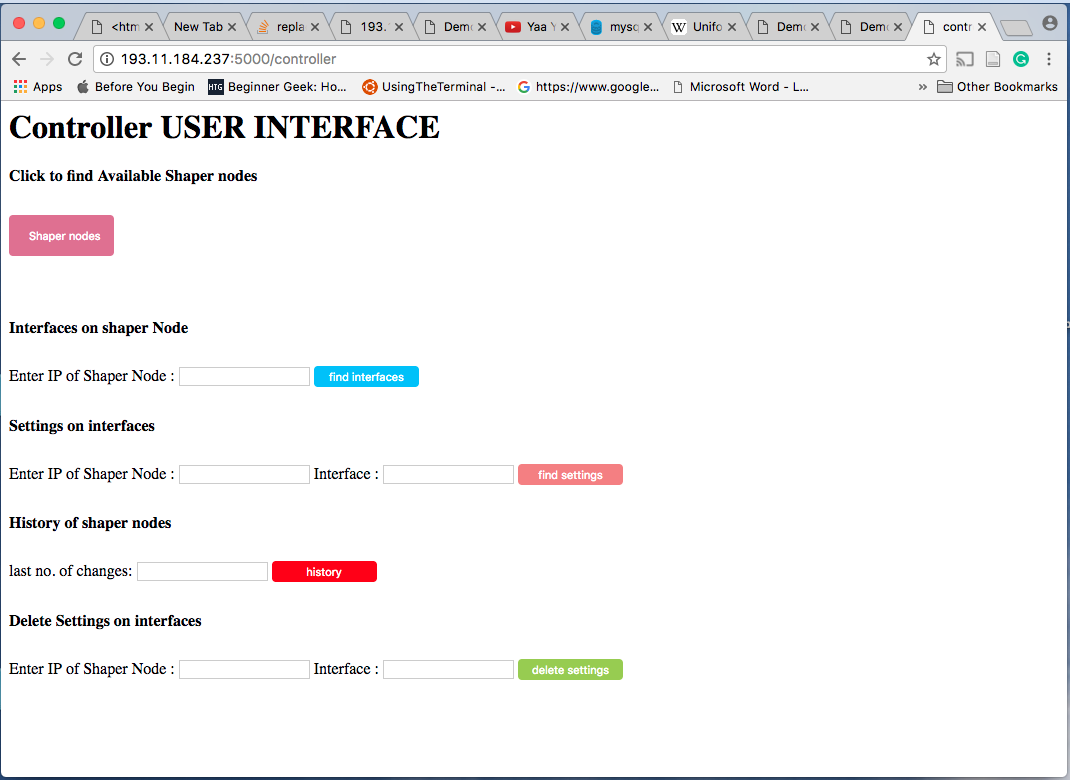 <htm New Tab repla 193. Demo Yaa Y mysq Unifo Demo Demo contr
193.11.184.237:5000/controller
Apps Before You Begin HTG Beginner Geek: Ho... UsingTheTerminal -... https://www.google... Microsoft Word - L... » Other Bookmarks
Controller USER INTERFACE
Click to find Available Shaper nodes
Shaper nodes
Interfaces on shaper Node
Enter IP of Shaper Node : find interfaces
Settings on interfaces
Enter IP of Shaper Node : Interface : find settings
History of shaper nodes
last no. of changes: history
Delete Settings on interfaces
Enter IP of Shaper Node : Interface : delete settings